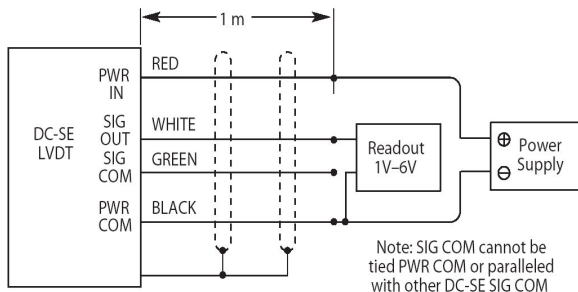 1 m
RED
PWR
IN
DC-SE
LVDT
SIG
OUT
WHITE
SIG
COM
GREEN
PWR
COM
BLACK
Readout
1V–6V
Power
Supply
Note: SIG COM cannot be
tied PWR COM or paralleled
with other DC-SE SIG COM